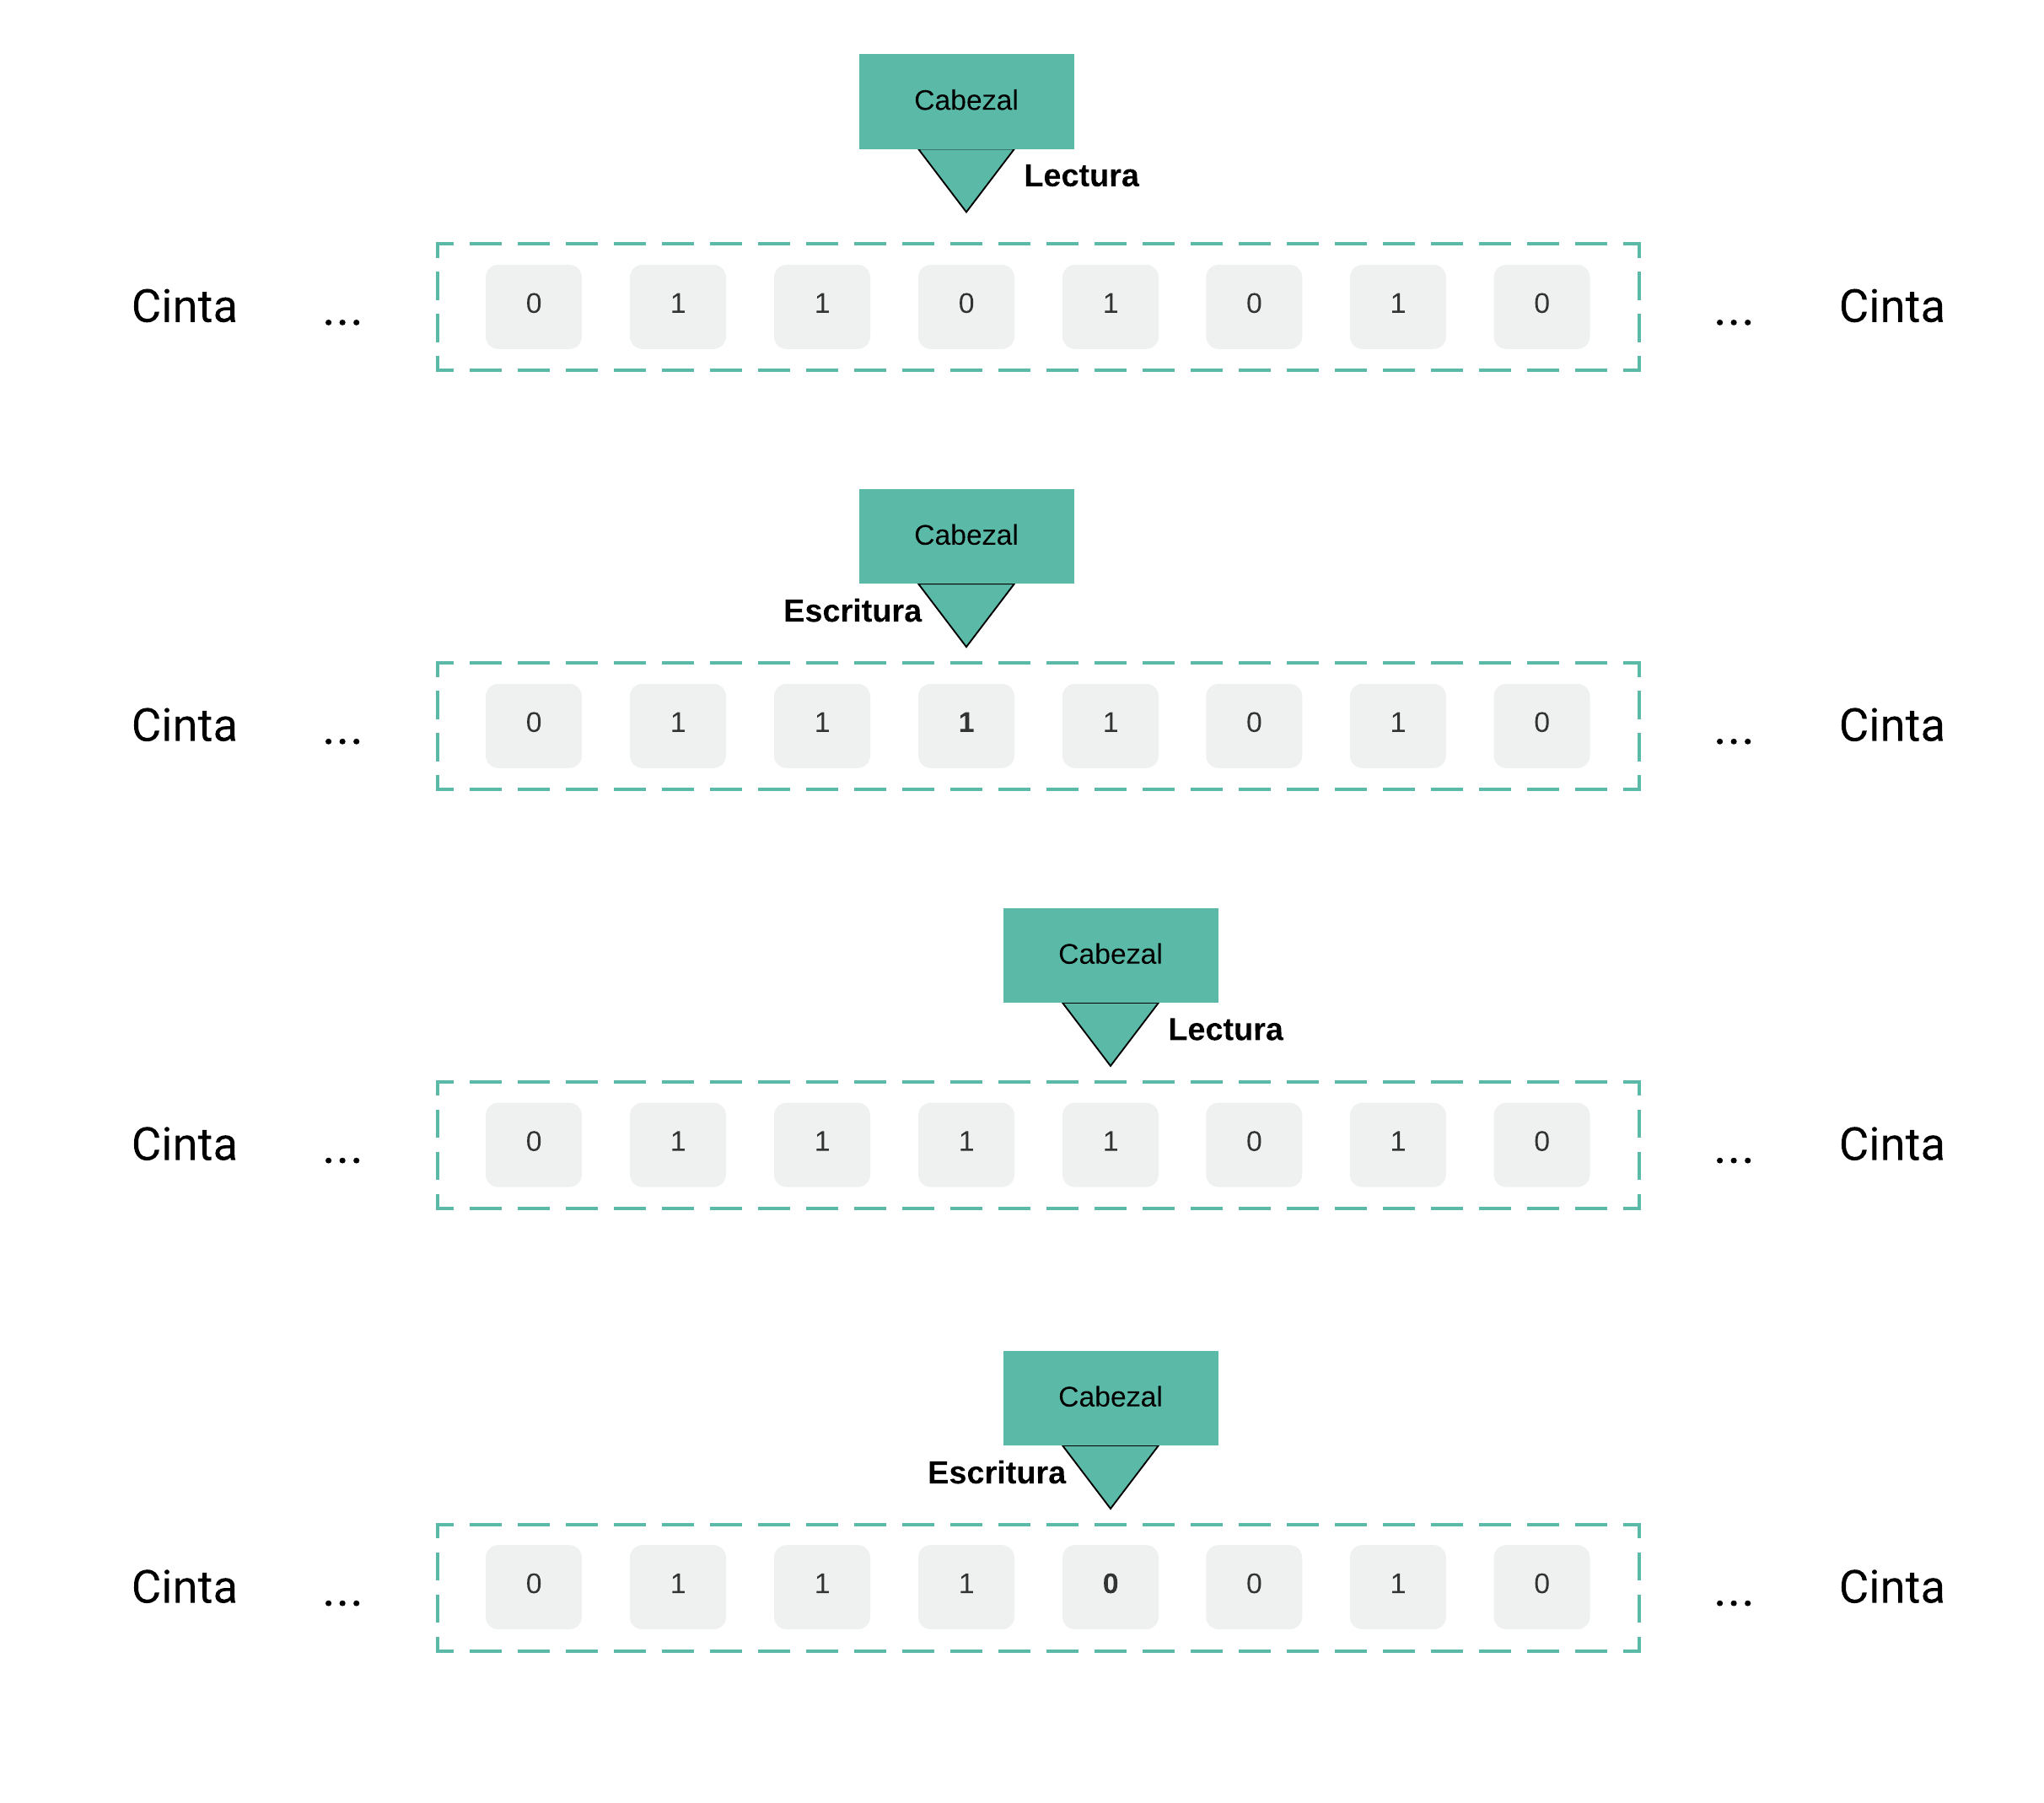 Cabezal
Lectura
Cinta ... 0 1 1 0 1 0 1 0 ... Cinta
Cabezal
Escritura
Cinta ... 0 1 1 1 1 0 1 0 ... Cinta
Cabezal
Lectura
Cinta ... 0 1 1 1 1 0 1 0 ... Cinta
Cabezal
Escritura
Cinta ... 0 1 1 1 0 0 1 0 ... Cinta